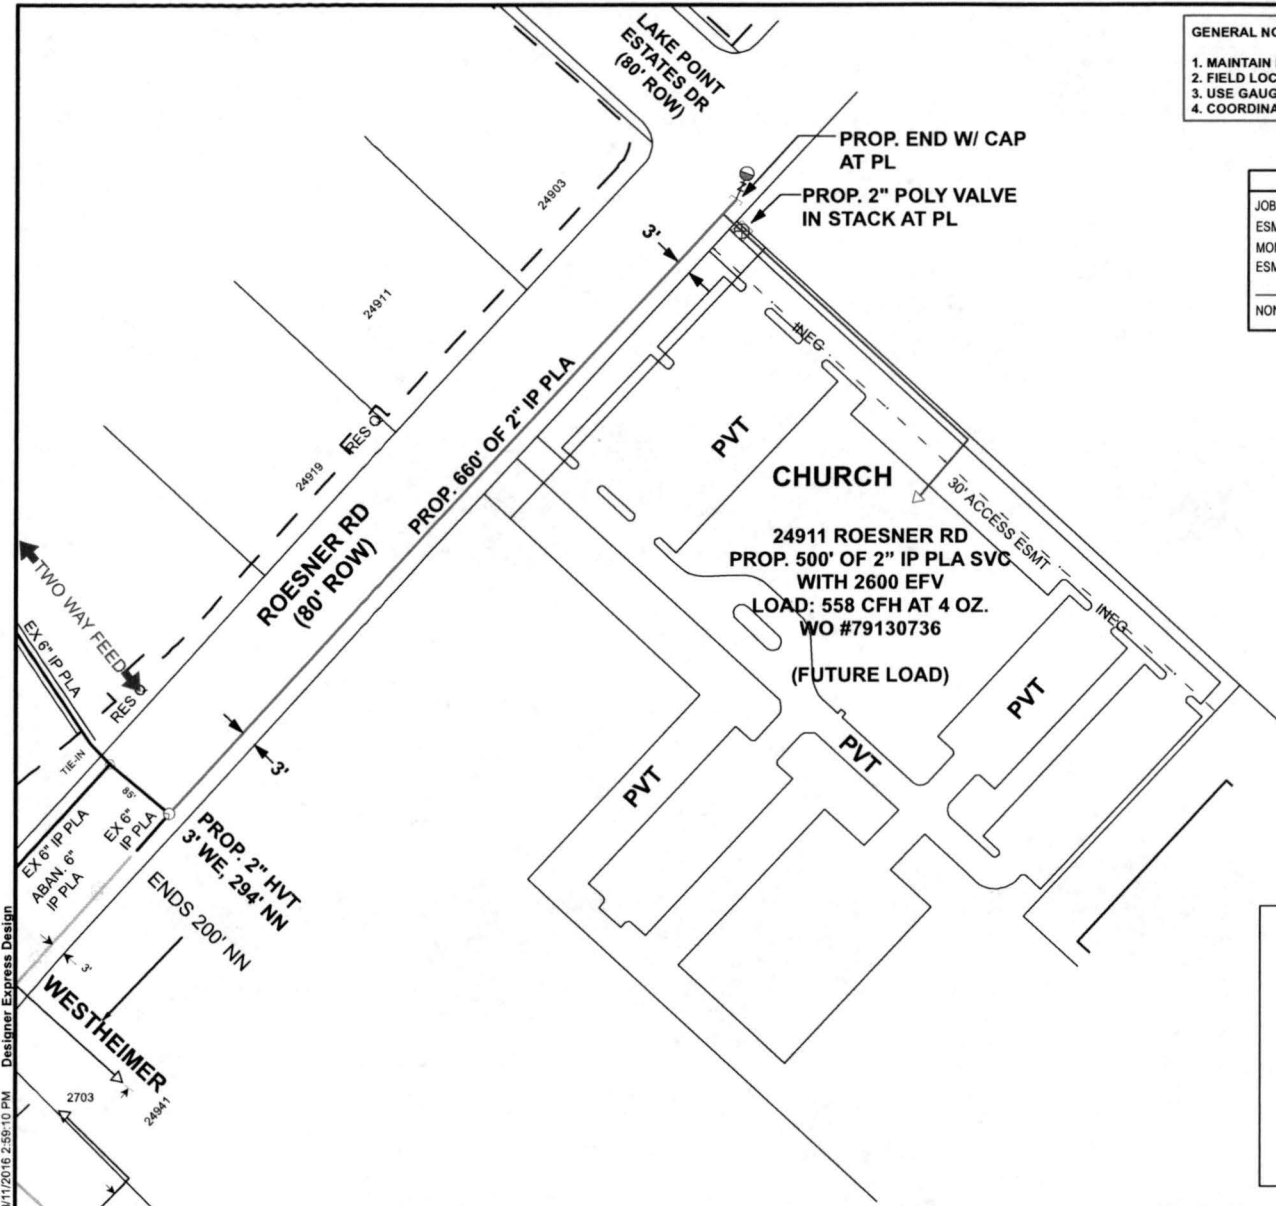 LAKE POINT
ESTATES DR
(80' ROW)
GENERAL NO
1. MAINTAIN
2. FIELD LOC
3. USE GAUG
4. COORDINA
JOB
ESM
ESM
NON
PROP. END W/ CAP
AT PL
PROP. 2" POLY VALVE
IN STACK AT PL
3'
24903
24911
24919
RES
INEG
PROP. 660' OF 2" IP PLA
ROESNER RD
(80' ROW)
PVT
CHURCH
24911 ROESNER RD
PROP. 500' OF 2" IP PLA SVC
WITH 2600 EFV
LOAD: 558 CFH AT 4 OZ.
WO #79130736
(FUTURE LOAD)
30' ACCESS ESMT
INEG
PVT
PVT
PVT
TWO WAY FEED
EX 6" IP PLA
RES
TIE-IN
85'
3'
EX 6"
IP PLA
EX 6" IP PLA
ABAN. 6"
IP PLA
PROP. 2" HVT
3' WE, 294' NN
ENDS 200' NN
3'
WESTHEIMER
24941
2703
/11/2016 2:59:10 PM Designer Express Design